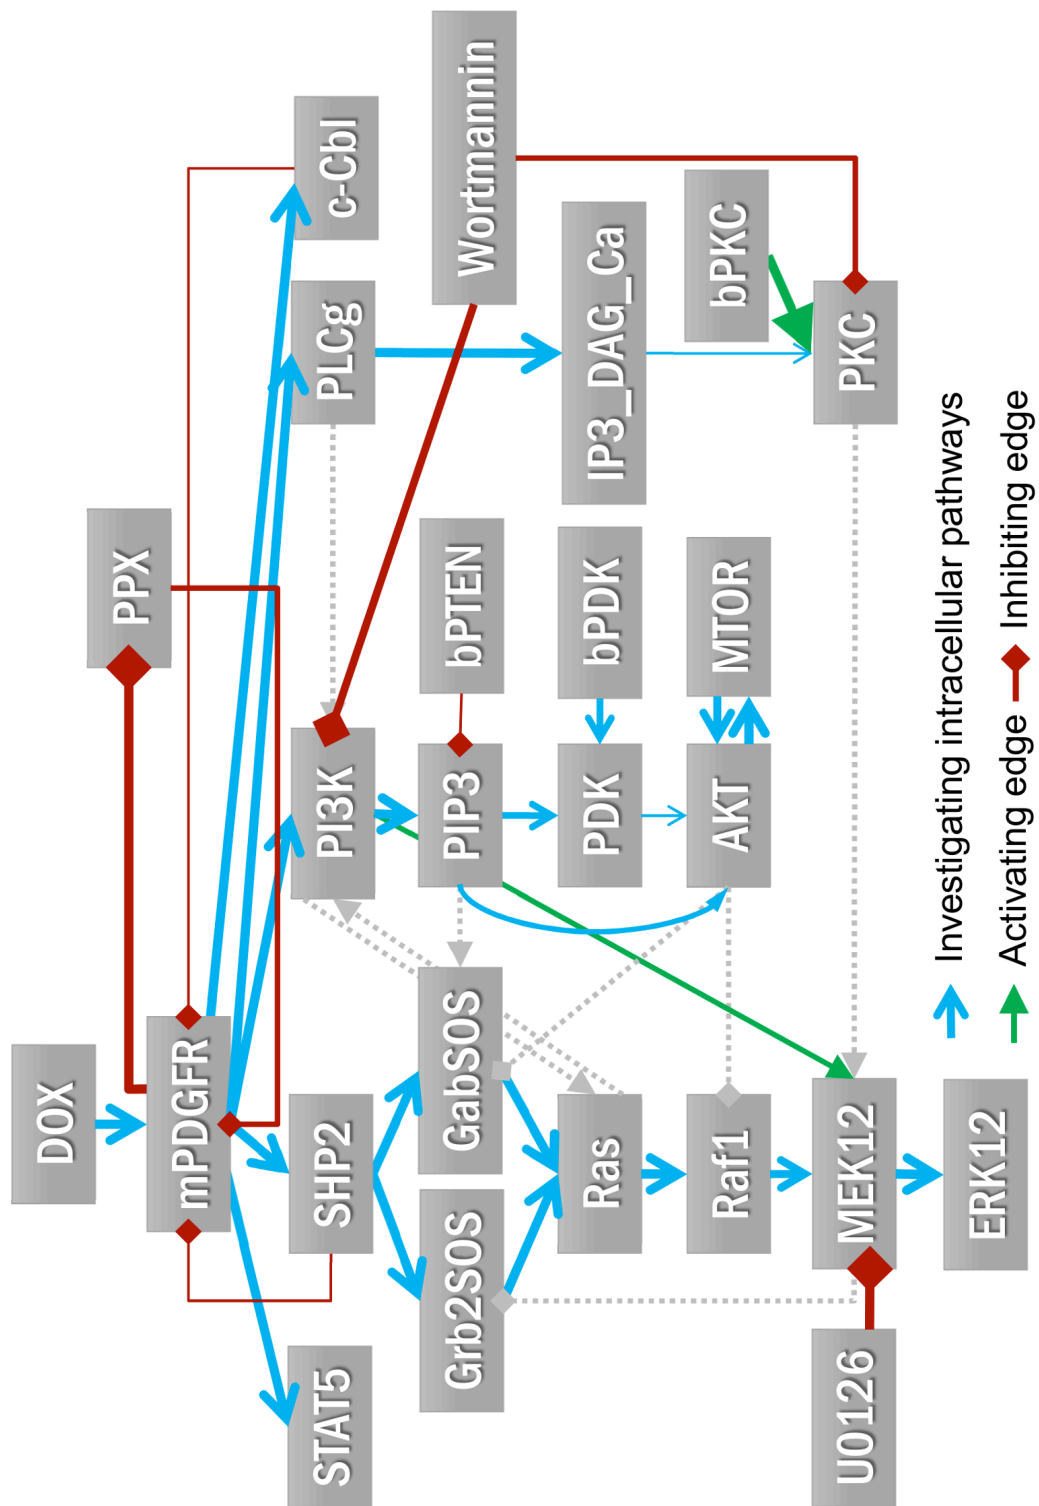 DOX
PPX
mPDGFR
STAT5
SHIP2
PI3K
PLCg
c-Cbl
Grb2SOS
GabSOS
PIP3
bPTEN
Wortmannin
Ras
PDK
bPDK
IP3_DAG_Ca
Raf1
AKT
MTOR
bPKC
U0126
MEK12
PKC
ERK12
Investigating intracellular pathways
Activating edge
Inhibiting edge